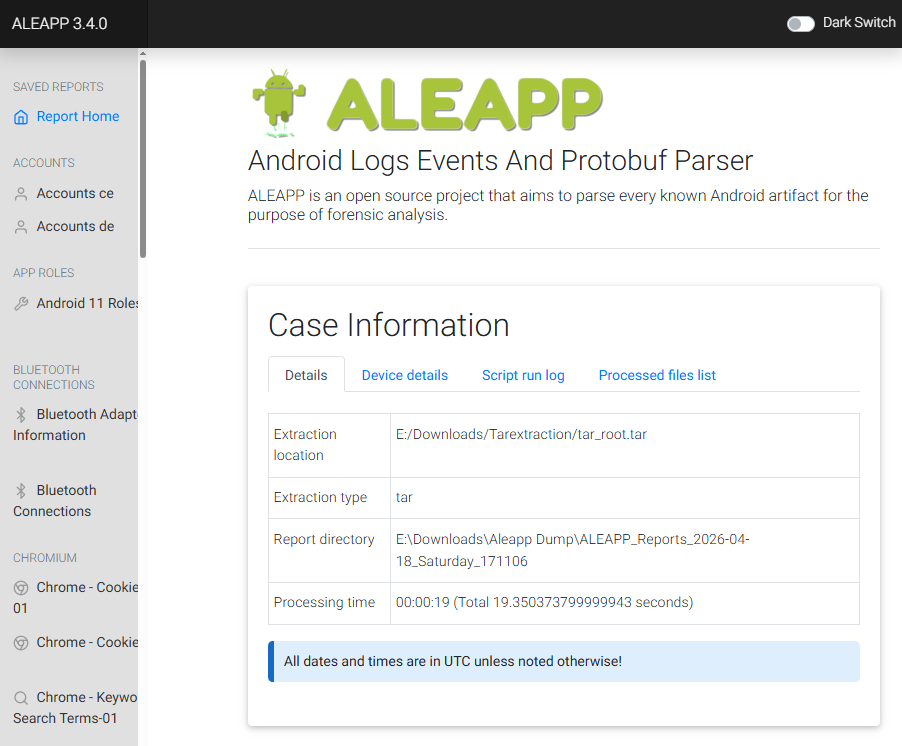 ALEAPP 3.4.0
Dark Switch
SAVED REPORTS
Report Home
ACCOUNTS
Accounts ce
Accounts de
APP ROLES
Android 11 Roles
BLUETOOTH
CONNECTIONS
Bluetooth Adapt
Information
Bluetooth
Connections
CHROMIUM
Chrome - Cookie
01
Chrome - Cookie
Chrome - Keywo
Search Terms-01
ALEAPP
Android Logs Events And Protobuf Parser
ALEAPP is an open source project that aims to parse every known Android artifact for the
purpose of forensic analysis.
Case Information
Details
Device details
Script run log
Processed files list
Extraction
location
E:/Downloads/Tarextraction/tar_root.tar
Extraction type
tar
Report directory
E:\Downloads\Aleapp Dump\ALEAPP_Reports_2026-04-
18_Saturday_171106
Processing time
00:00:19 (Total 19.350373799999943 seconds)
All dates and times are in UTC unless noted otherwise!